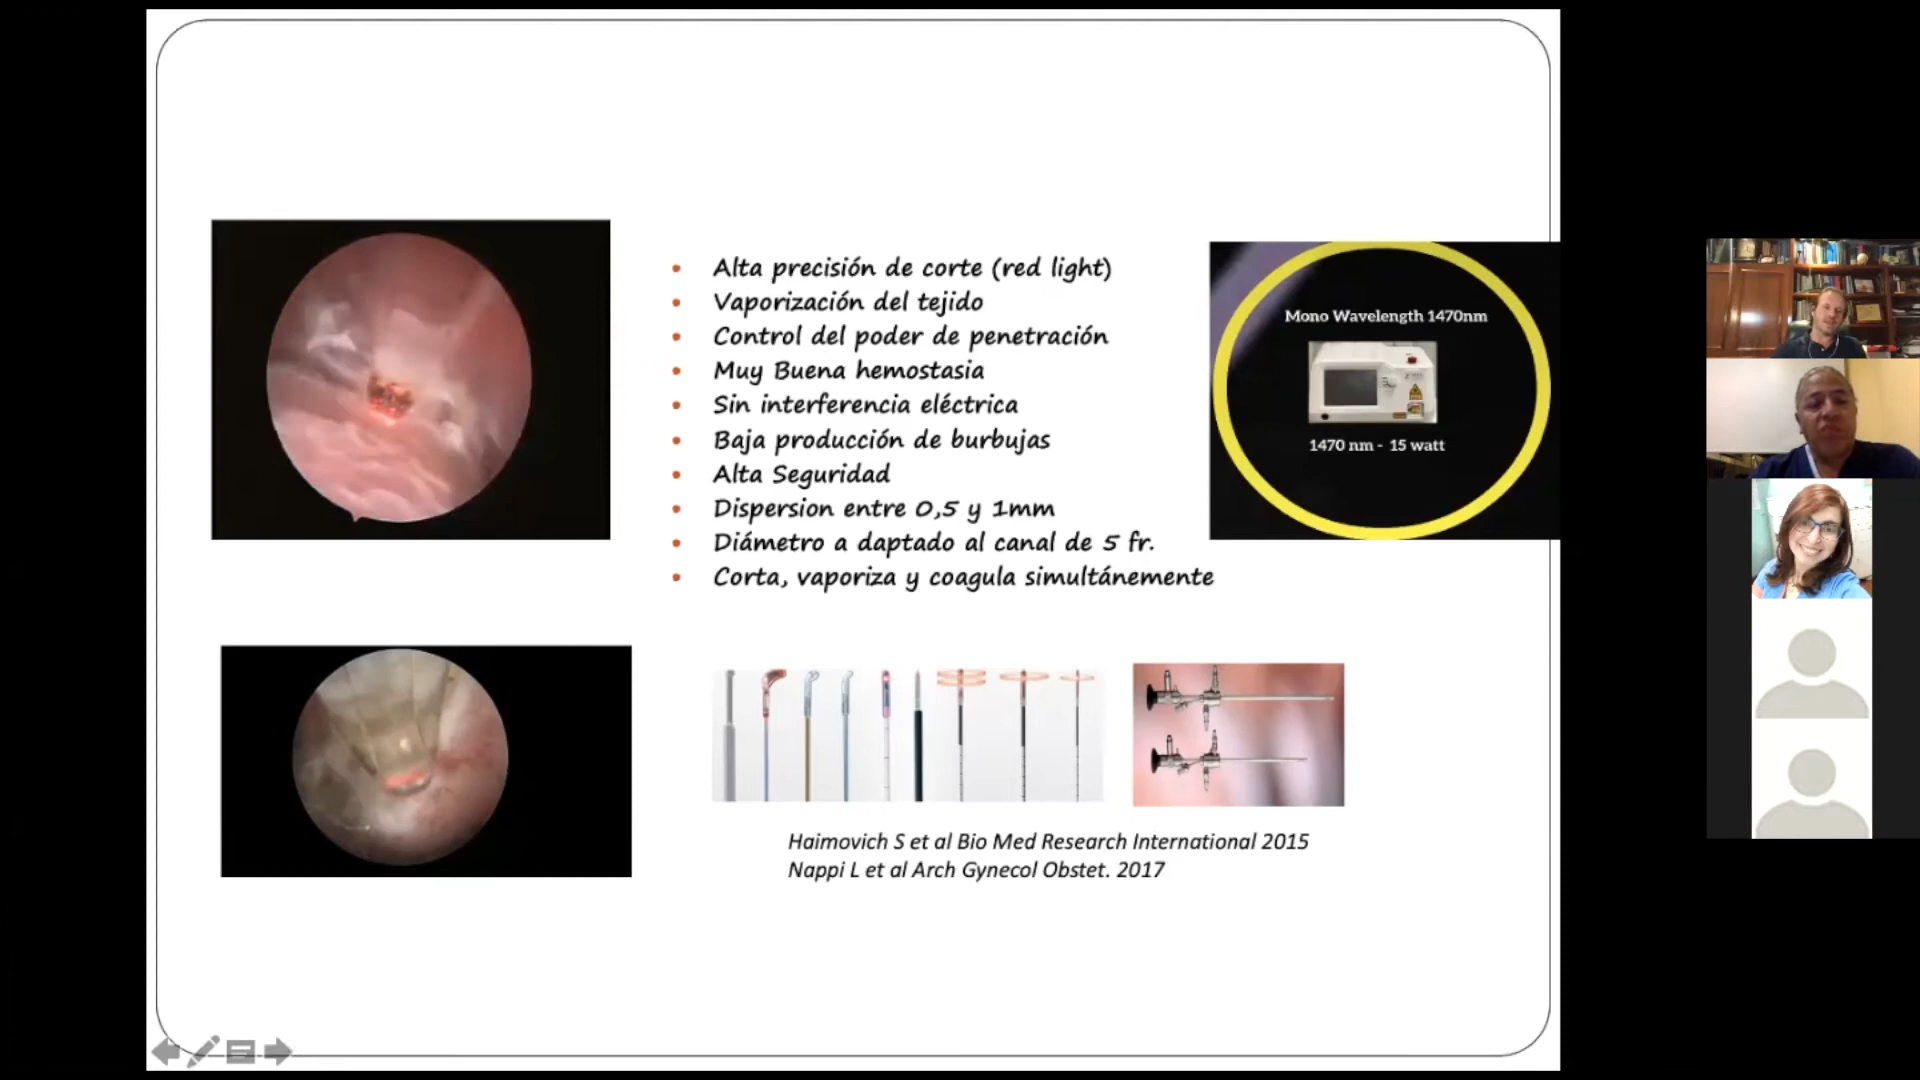 Alta precisión de corte (red light)
Vaporización del tejido
Control del poder de penetración
Muy Buena hemostasia
Sin interferencia eléctrica
Baja producción de burbujas
Alta Seguridad
Dispersion entre 0,5 y 1mm
Diámetro a daptado al canal de 5 fr.
Corta, vaporiza y coagula simultánemente
Mono Wavelength 1470nm
1470 nm - 15 watt
Haimovich S et al Bio Med Research International 2015
Nappi L et al Arch Gynecol Obstet. 2017